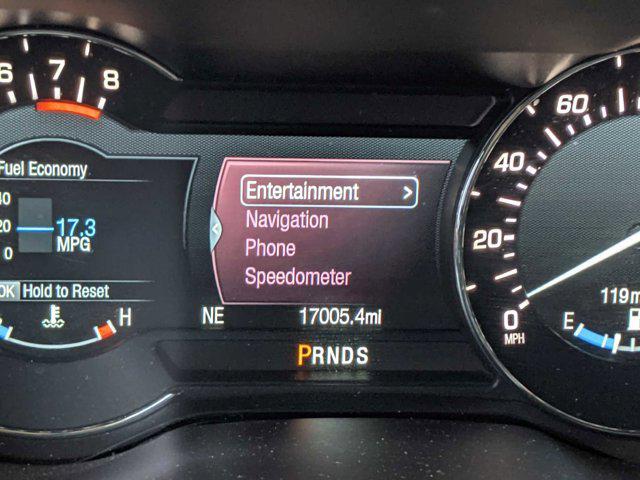 6 7 8
Fuel Economy
40
20
0
17.3
MPG
OK Hold to Reset
H
Entertainment >
Navigation
Phone
Speedometer
NE 17005.4mi
PRNDS
60
40
20
0
MPH
119m
E